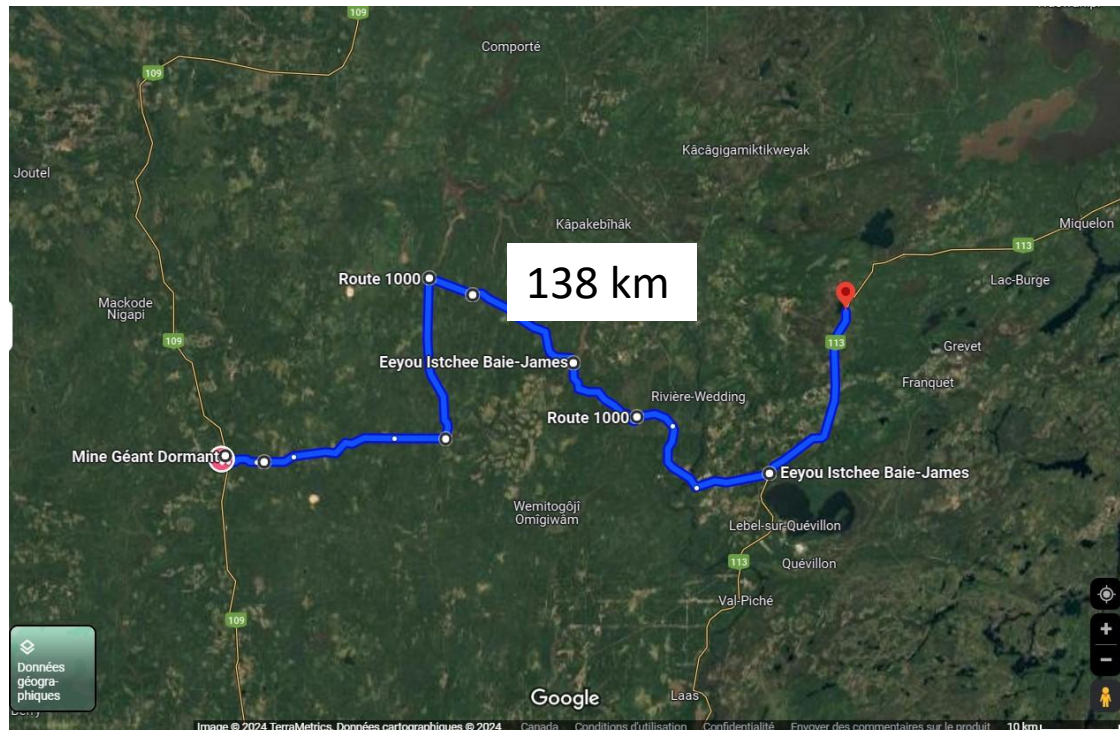 109
Comporté
109
Kâcâgigamiktikweyak
Joutel
Kâpakebîhâk
Miquelon
113
138 km
Route 1000
Lac-Burge
Mackode
Nigapi
109
113
Grevet
Eeyou Istchee Baie-James
Franquet
Rivière-Wedding
Route 1000
Mine Géant Dormant
Eeyou Istchee Baie-James
Wemitogôjî
Omîgiwâm
Lebel-sur-Quévillon
113
Quévillon
Val-Piché
109
Données
géogra-
phiques
Laas
Google
Image © 2024 TerraMetrics, Données cartographiques © 2024 Canada Conditions d'utilisation Confidentialité Envoyer des commentaires sur le produit 10 km